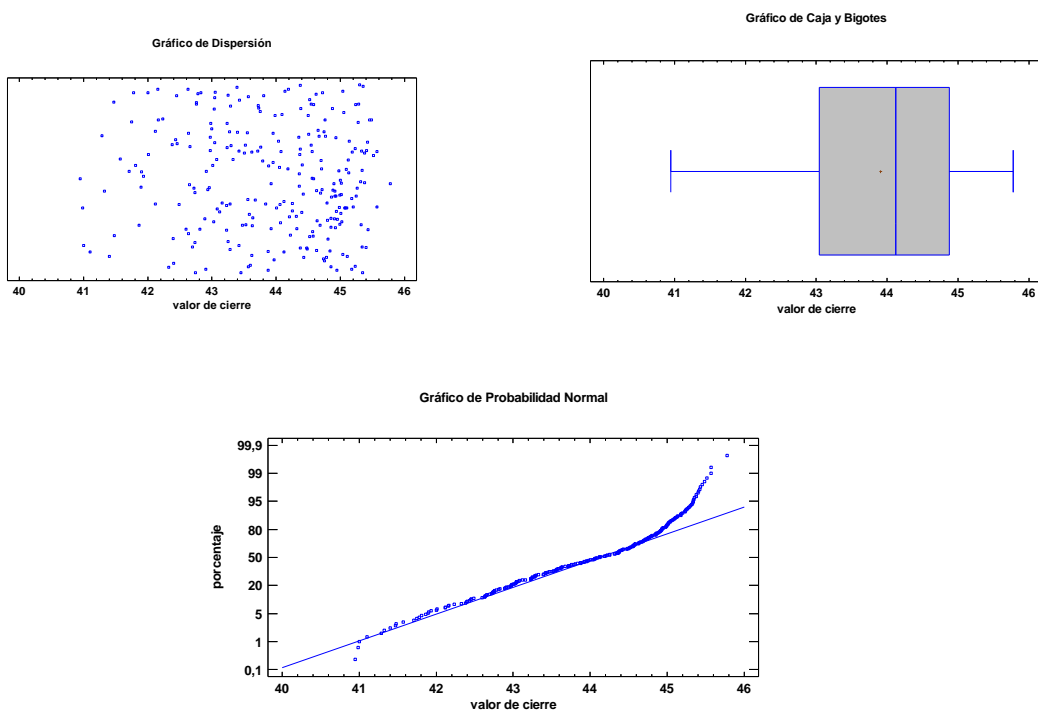 Gráfico de Dispersión
40 41 42 43 44 45 46
valor de cierre
Gráfico de Caja y Bigotes
40 41 42 43 44 45 46
valor de cierre
Gráfico de Probabilidad Normal
99,9
99
95
80
50
20
5
1
0,1
porcentaje
40 41 42 43 44 45 46
valor de cierre